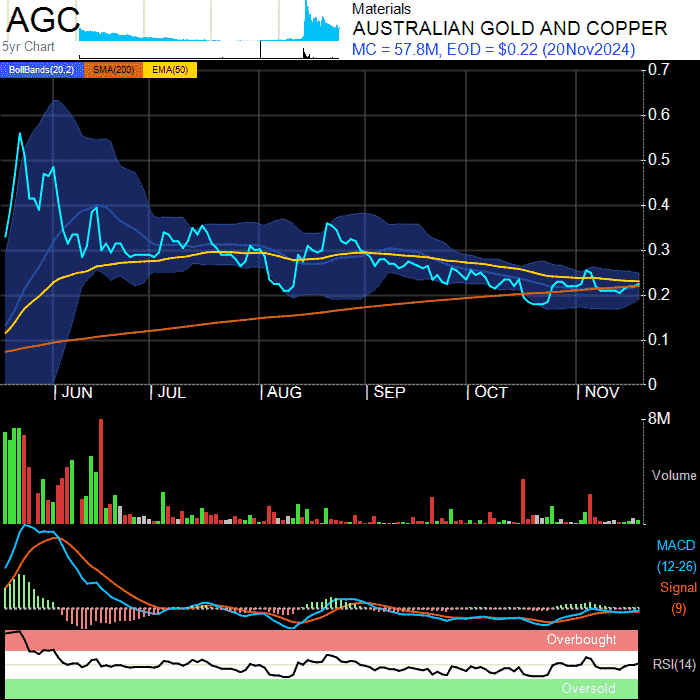 AGC
5yr Chart
Materials
AUSTRALIAN GOLD AND COPPER
MC = 57.8M, EOD = $0.22 (20Nov2024)
BollBands(20,2) SMA(200) EMA(50)
0.7
0.6
0.5
0.4
0.3
0.2
0.1
0
JUN JUL AUG SEP OCT NOV
8M
Volume
MACD
(12-26)
Signal
(9)
Overbought
RSI(14)
Oversold